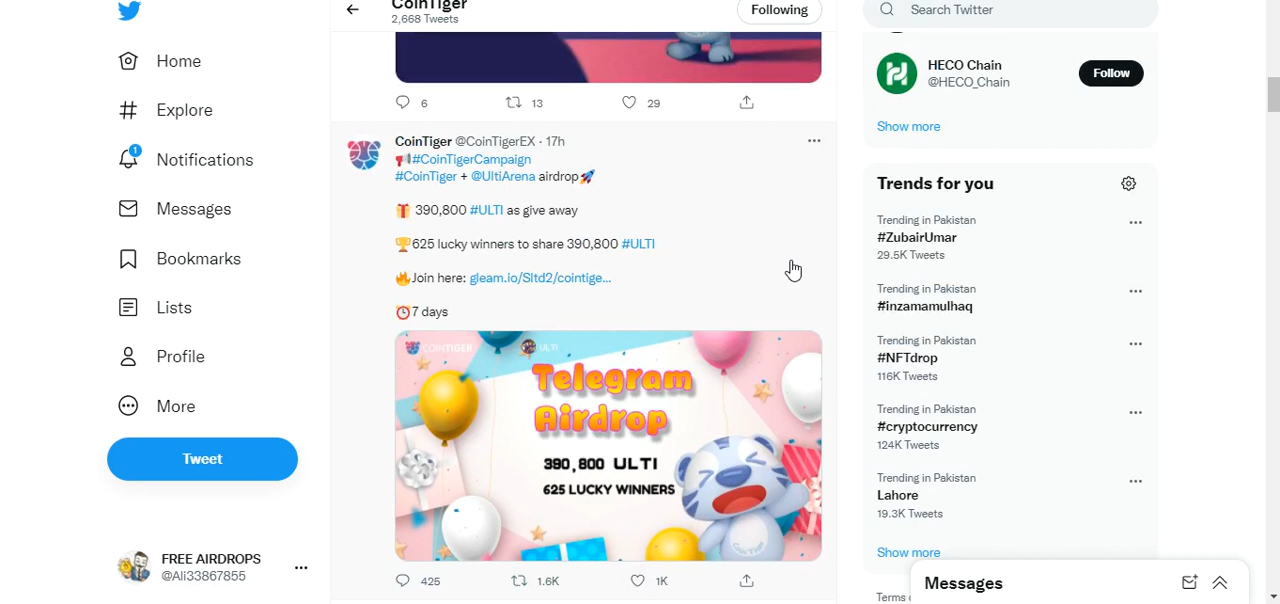 Home
Explore
1
Notifications
Messages
Bookmarks
Lists
Profile
More
Tweet
FREE AIRDROPS
@Ali33867855
CoinTiger
2,668 Tweets
Following
6
13
29
CoinTiger @CoinTigerEX · 17h
#CoinTigerCampaign
#CoinTiger + @UltiArena airdrop🚀
🎁 390,800 #ULTI as give away
🏆625 lucky winners to share 390,800 #ULTI
🔥Join here: gleam.io/Sltd2/cointige...
⏰7 days
COINTIGER
ULTI
Telegram
Airdrop
390,800 ULTI
625 LUCKY WINNERS
CoinTiger
425
1.6K
1K
Search Twitter
HECO Chain
@HECO_Chain
Follow
Show more
Trends for you
Trending in Pakistan
#ZubairUmar
29.5K Tweets
Trending in Pakistan
#inzamamulhaq
Trending in Pakistan
#NFTdrop
116K Tweets
Trending in Pakistan
#cryptocurrency
124K Tweets
Trending in Pakistan
Lahore
19.3K Tweets
Show more
Terms
Messages